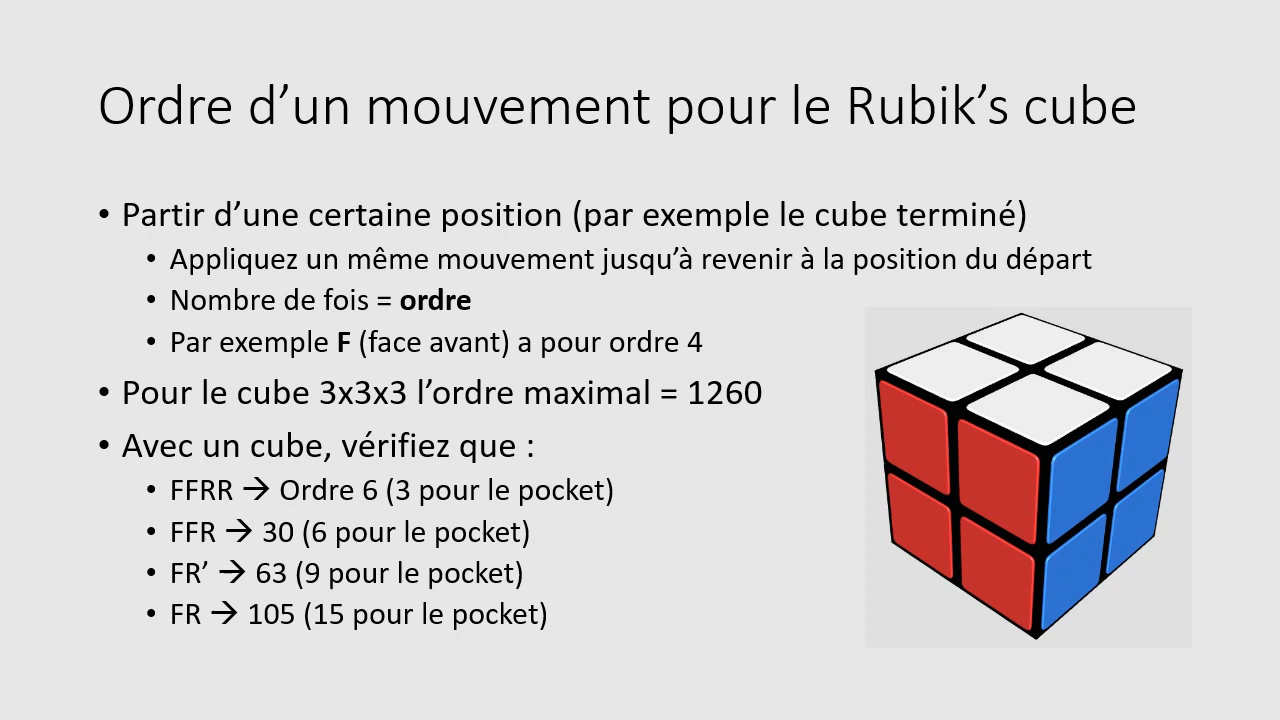 Ordre d’un mouvement pour le Rubik’s cube
• Partir d’une certaine position (par exemple le cube terminé)
• Appliquez un même mouvement jusqu’à revenir à la position du départ
• Nombre de fois = ordre
• Par exemple F (face avant) a pour ordre 4
• Pour le cube 3x3x3 l’ordre maximal = 1260
• Avec un cube, vérifiez que :
• FFRR → Ordre 6 (3 pour le pocket)
• FFR → 30 (6 pour le pocket)
• FR’ → 63 (9 pour le pocket)
• FR → 105 (15 pour le pocket)